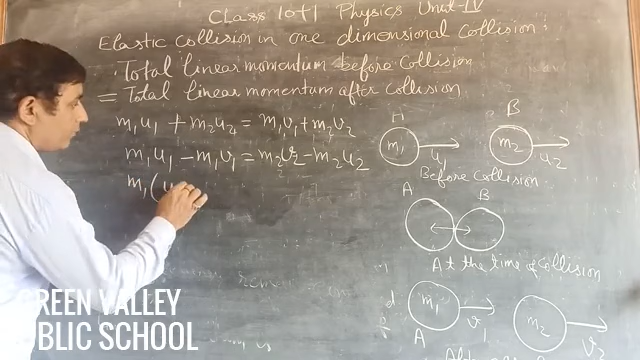 Class 10+1 Physics Unit-IV
Elastic Collision in one dimensional Collision:
Total linear momentum before Collision
= Total linear momentum after Collision
m₁u₁ + m₂u₂ = m₁v₁ + m₂v₂
m₁u₁ - m₁v₁ = m₂v₂ - m₂u₂
m₁(u
A B
m₁ u₁ m₂ u₂
Before Collision
A B
At the time of Collision
m₁ v₁ m₂ v₂
A
GREEN VALLEY
PUBLIC SCHOOL